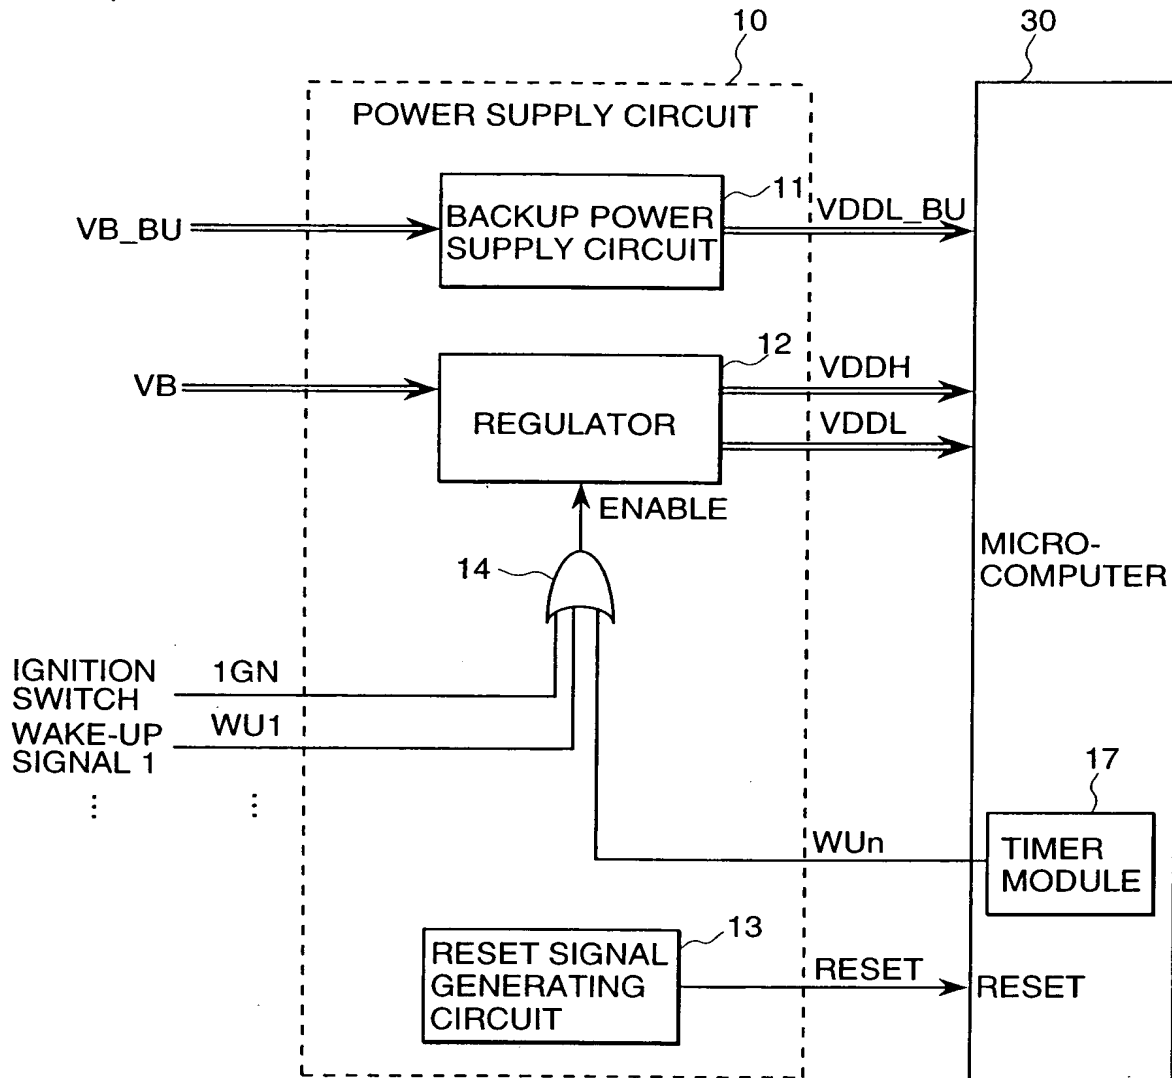 10
30
POWER SUPPLY CIRCUIT
11
VB_BU
BACKUP POWER
SUPPLY CIRCUIT
VDDL_BU
12
VB
REGULATOR
VDDH
VDDL
ENABLE
14
MICRO-
COMPUTER
IGNITION
SWITCH
1GN
WAKE-UP
SIGNAL 1
WU1
17
WUn
TIMER
MODULE
13
RESET SIGNAL
GENERATING
CIRCUIT
RESET
RESET